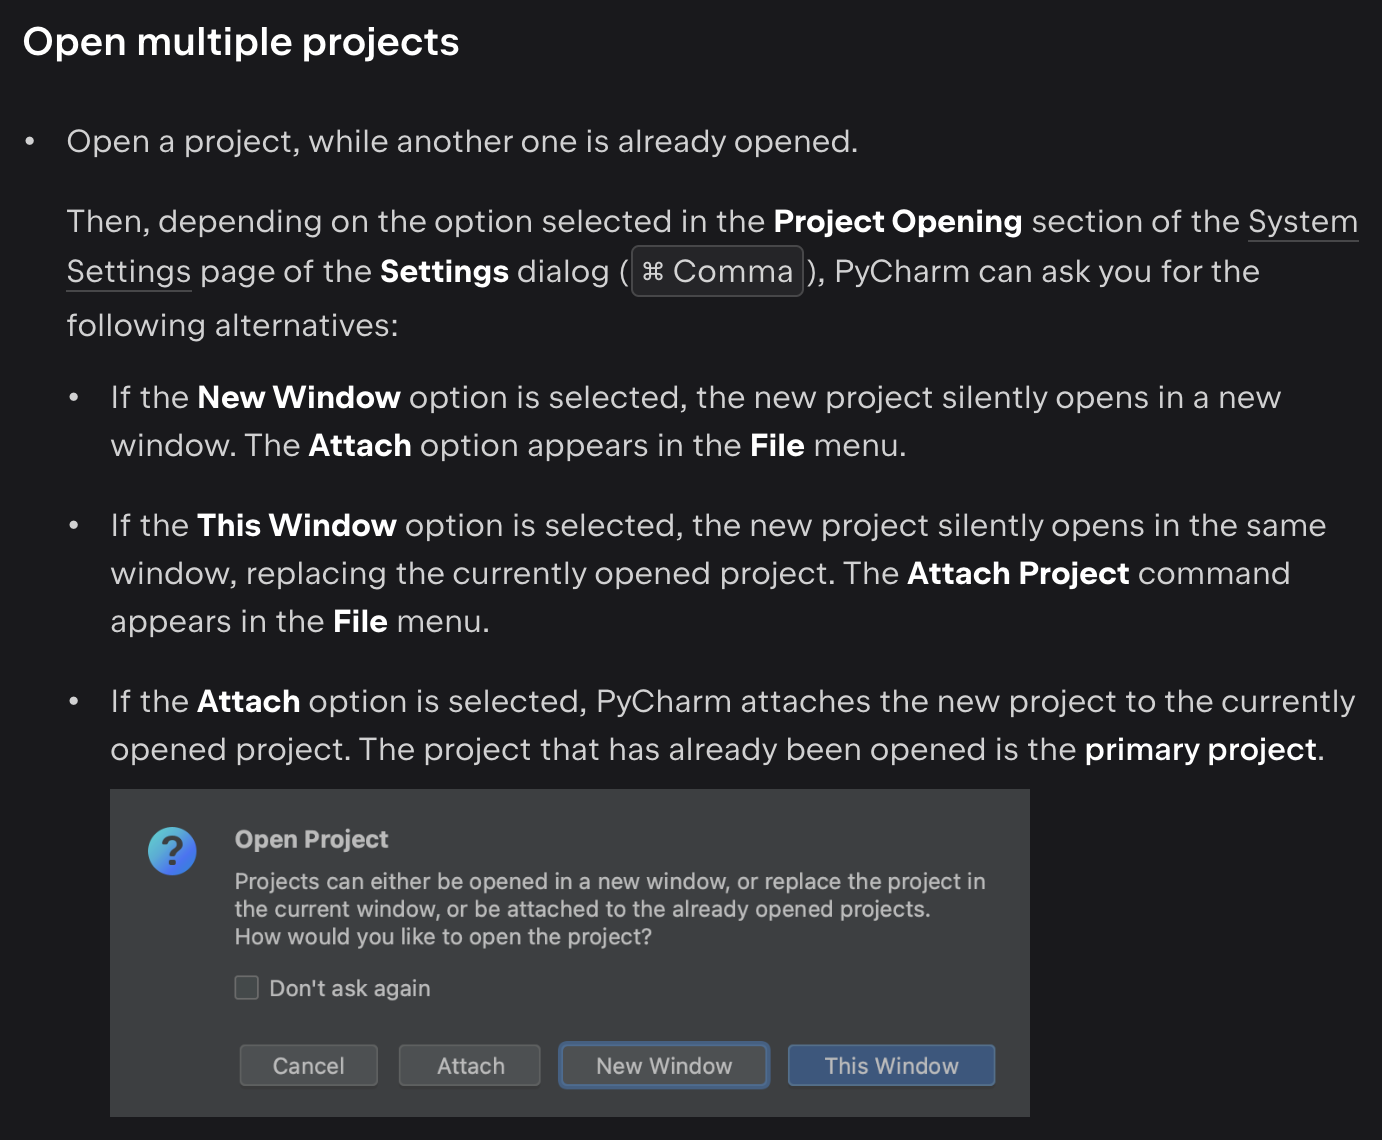 Open multiple projects
• Open a project, while another one is already opened.
Then, depending on the option selected in the Project Opening section of the System
Settings page of the Settings dialog (⌘ Comma), PyCharm can ask you for the
following alternatives:
• If the New Window option is selected, the new project silently opens in a new
window. The Attach option appears in the File menu.
• If the This Window option is selected, the new project silently opens in the same
window, replacing the currently opened project. The Attach Project command
appears in the File menu.
• If the Attach option is selected, PyCharm attaches the new project to the currently
opened project. The project that has already been opened is the primary project.
?
Open Project
Projects can either be opened in a new window, or replace the project in
the current window, or be attached to the already opened projects.
How would you like to open the project?
Don't ask again
Cancel Attach New Window This Window